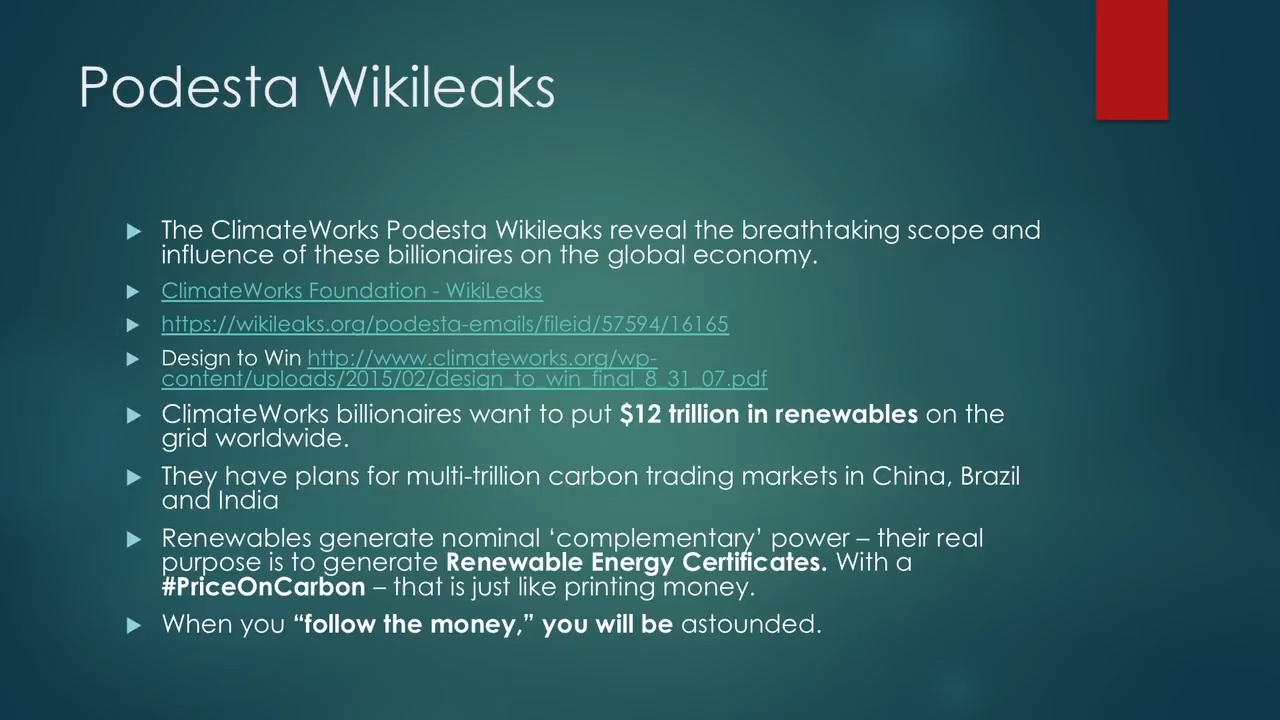 Podesta Wikileaks
The ClimateWorks Podesta Wikileaks reveal the breathtaking scope and
influence of these billionaires on the global economy.
ClimateWorks Foundation - WikiLeaks
https://wikileaks.org/podesta-emails/fileid/57594/16165
Design to Win http://www.climateworks.org/wp-
content/uploads/2015/02/design_to_win_final_8_31_07.pdf
ClimateWorks billionaires want to put $12 trillion in renewables on the
grid worldwide.
They have plans for multi-trillion carbon trading markets in China, Brazil
and India
Renewables generate nominal ‘complementary’ power – their real
purpose is to generate Renewable Energy Certificates. With a
#PriceOnCarbon – that is just like printing money.
When you “follow the money,” you will be astounded.